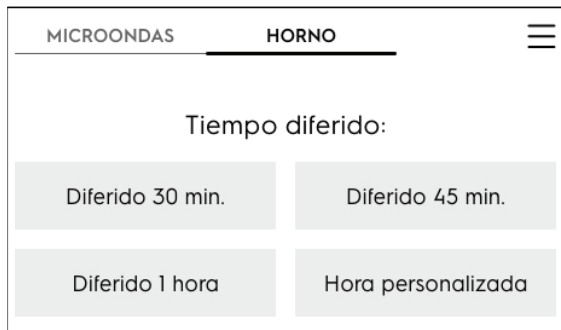 MICROONDAS HORNO
Tiempo diferido:
Diferido 30 min. Diferido 45 min.
Diferido 1 hora Hora personalizada